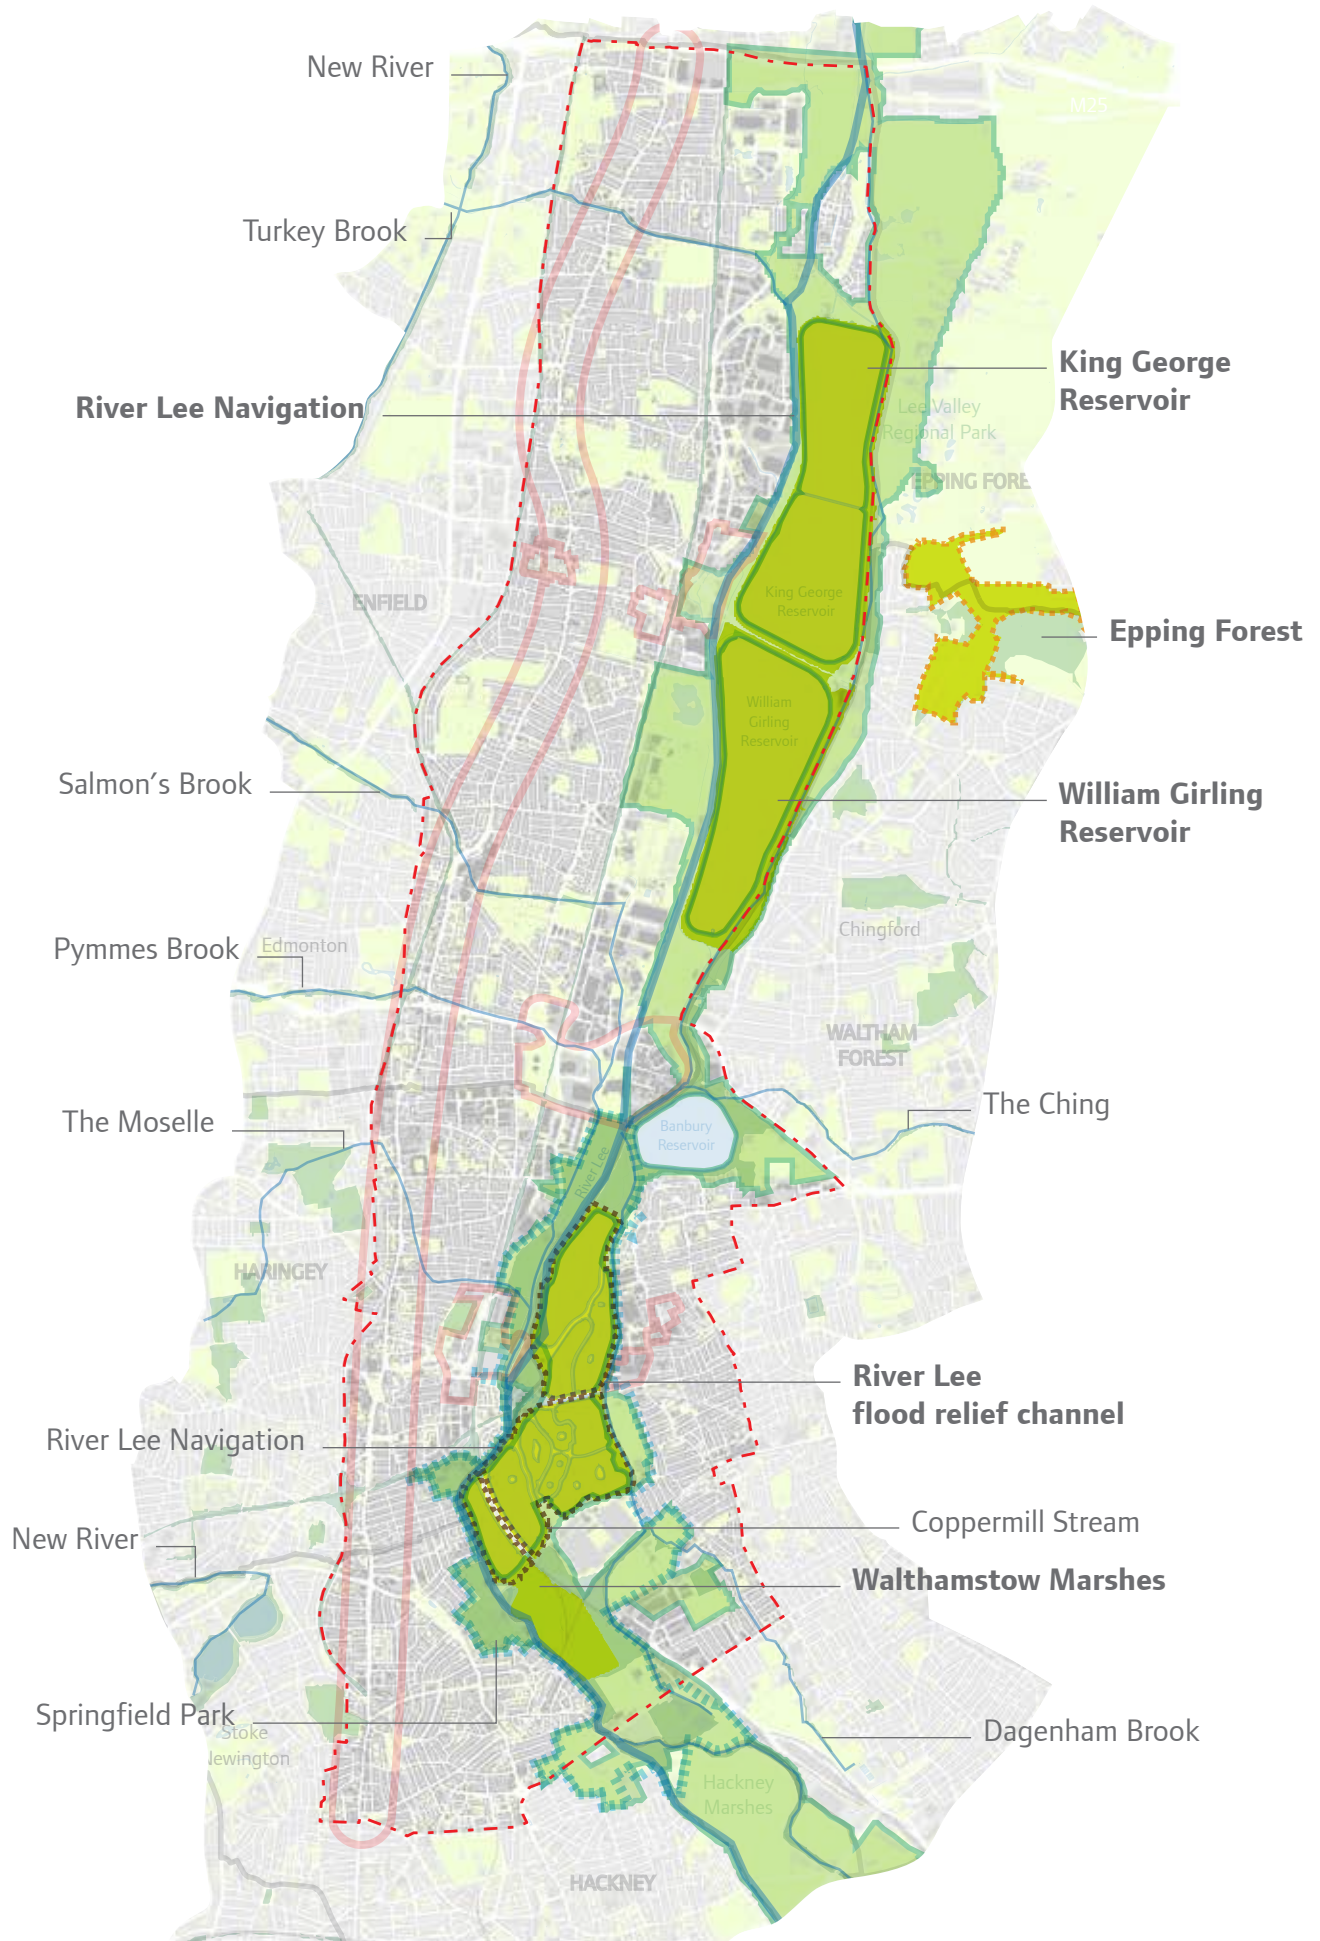 New River
M25
Turkey Brook
King George
Reservoir
River Lee Navigation
Lee Valley
Regional Park
EPPING FORE
King George
Reservoir
ENFIELD
Epping Forest
William
Girling
Reservoir
Salmon's Brook
William Girling
Reservoir
Chingford
Pymmes Brook
Edmonton
WALTHAM
FOREST
The Ching
The Moselle
Banbury
Reservoir
River Lee
HARINGEY
River Lee
flood relief channel
River Lee Navigation
Coppermill Stream
New River
Walthamstow Marshes
Springfield Park
Stoke
Newington
Dagenham Brook
Hackney
Marshes
HACKNEY